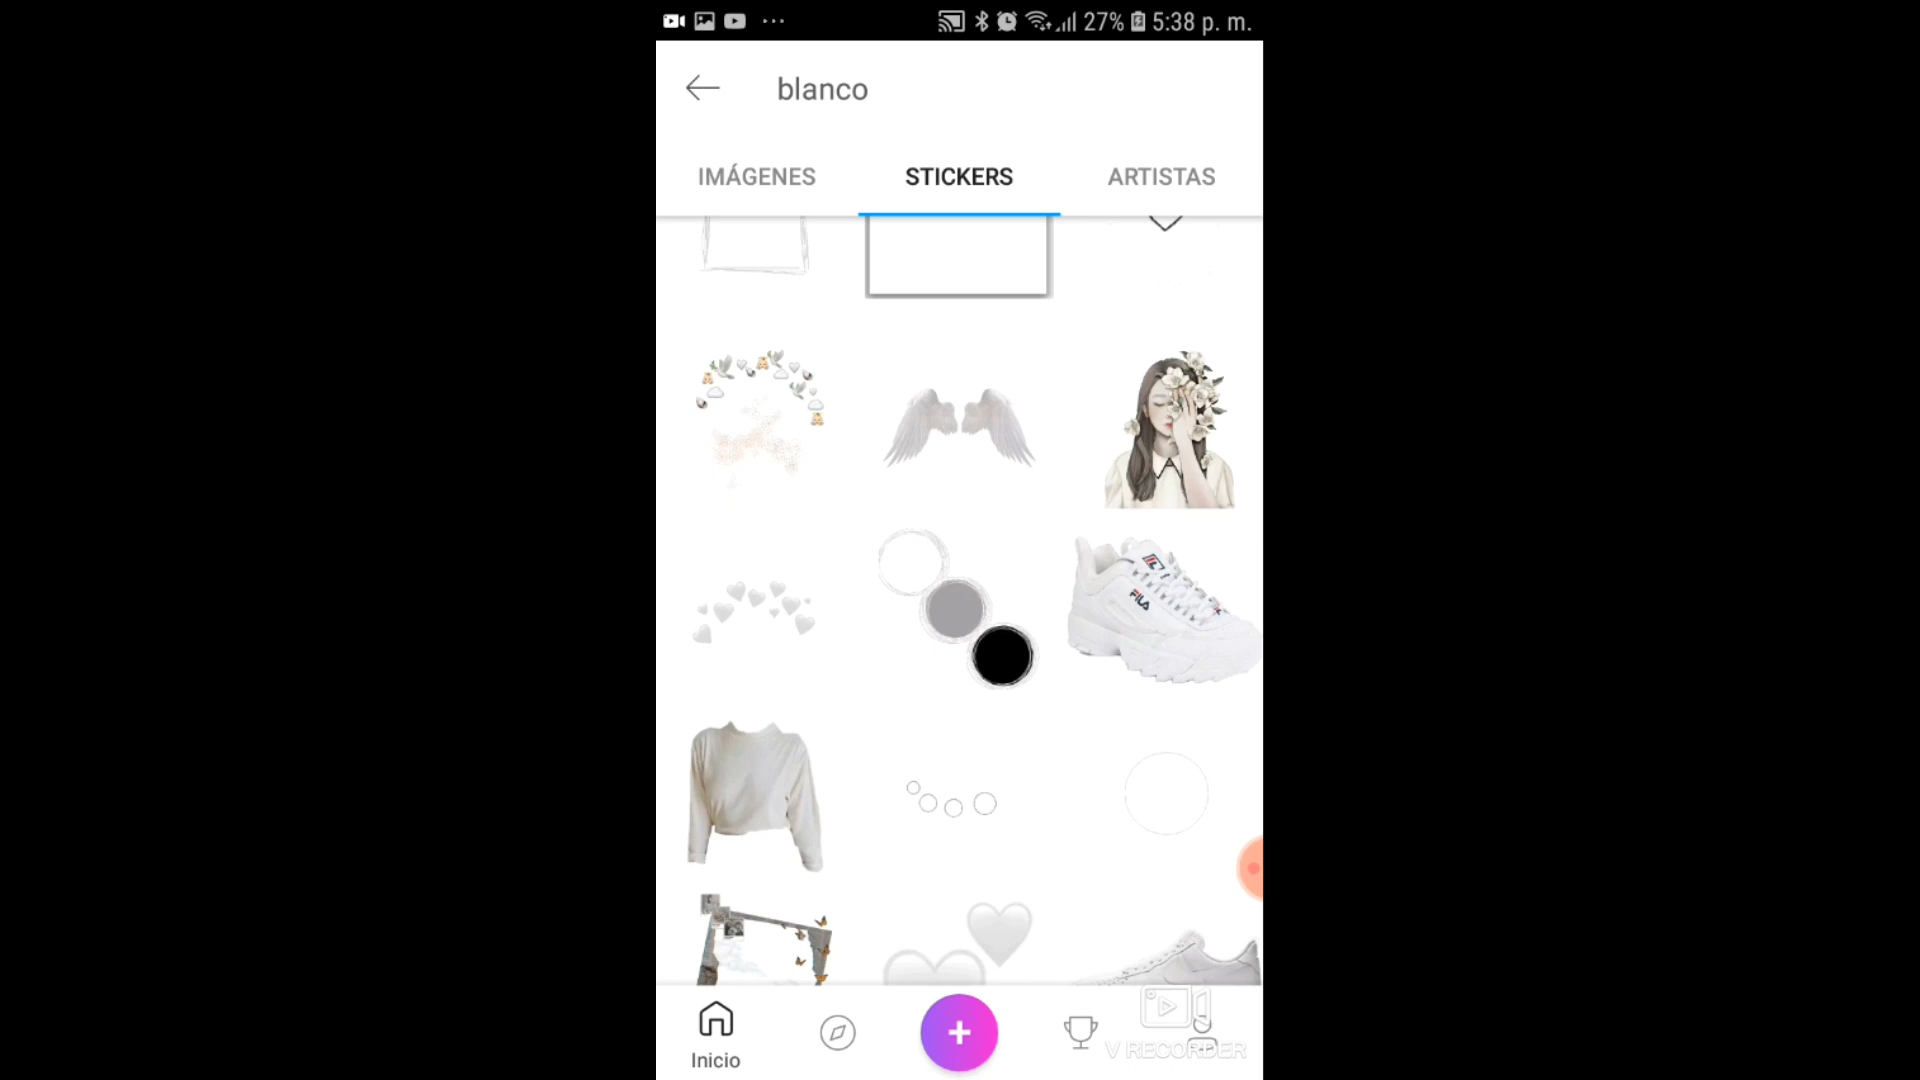 27% 5:38 p. m.
blanco
IMÁGENES
STICKERS
ARTISTAS
FILA
Inicio
V RECORDER